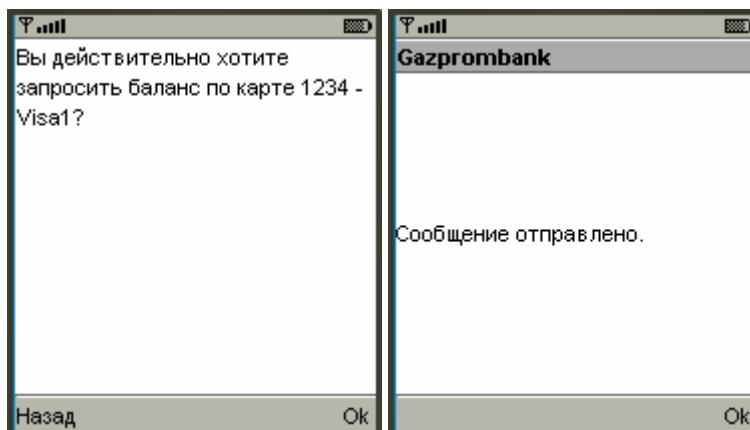 Вы действительно хотите
запросить баланс по карте 1234 -
Visa1?
Назад Ok
Gazprombank
Сообщение отправлено.
Ok